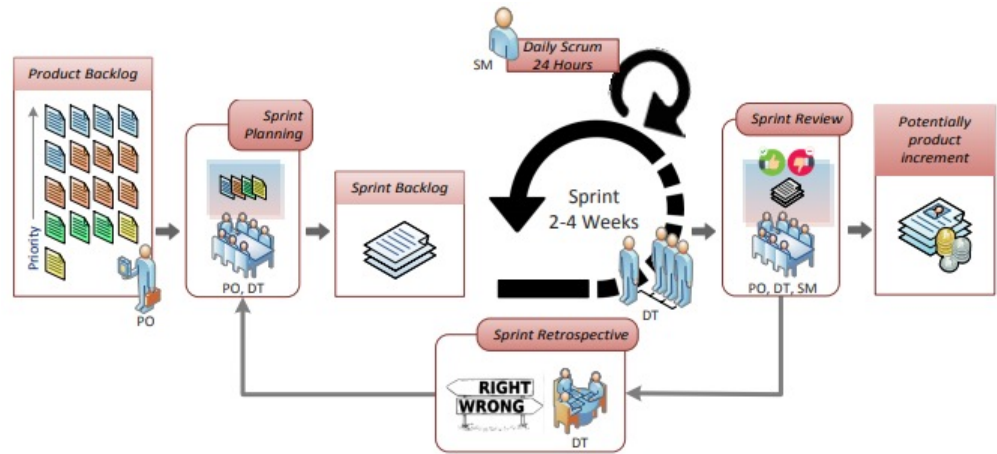 Product Backlog
Priority
PO
Sprint
Planning
PO, DT
Sprint Backlog
SM
Daily Scrum
24 Hours
Sprint
2-4 Weeks
DT
Sprint Review
PO, DT, SM
Potentially
product
increment
Sprint Retrospective
RIGHT
WRONG
DT